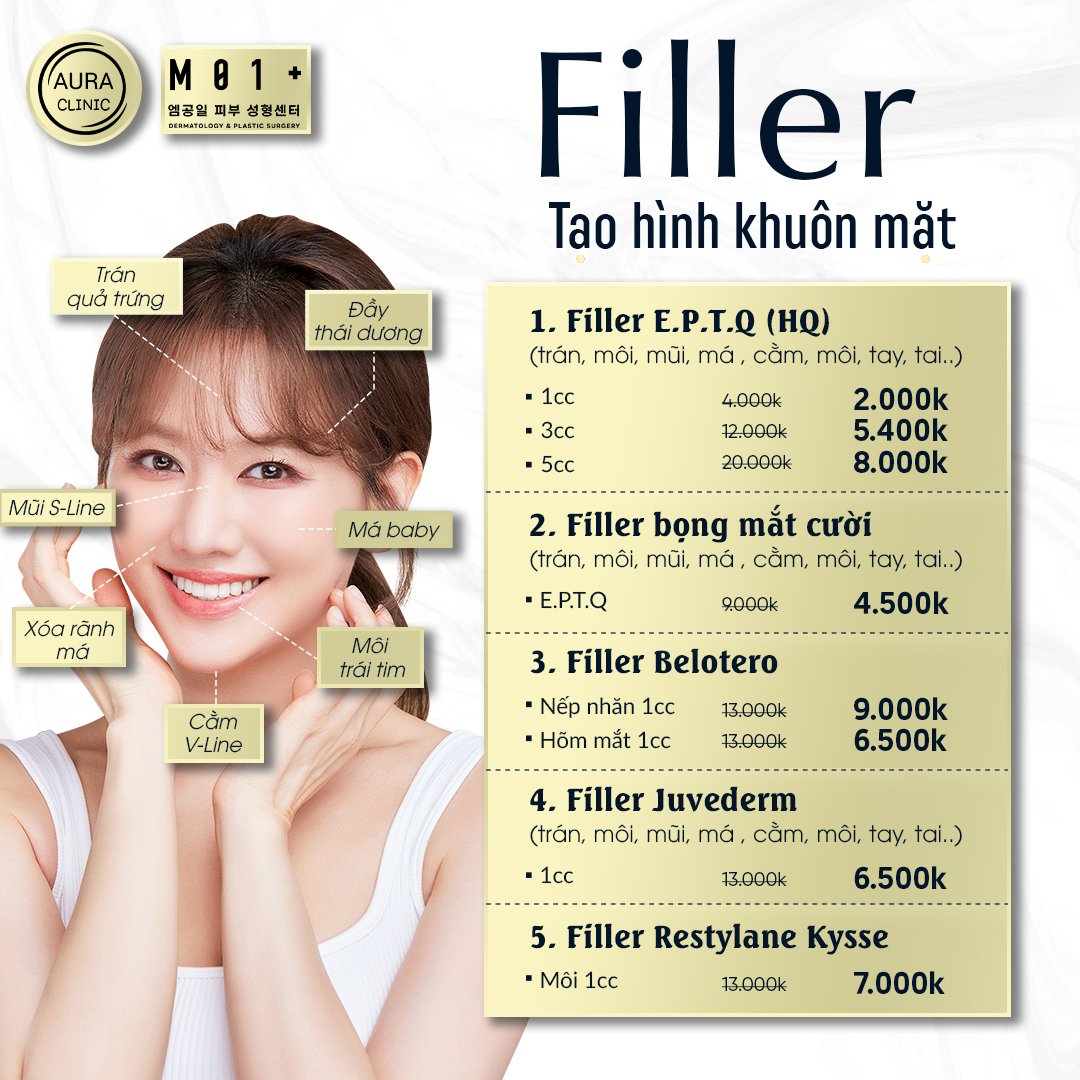 AURA
CLINIC
M 0 1 +
엠공일 피부 성형센터
DERMATOLOGY & PLASTIC SURGERY
Filler
Tạo hình khuôn mặt
Trán
quả trứng
Đầy
thái dương
Mũi S-Line
Má baby
Xóa rãnh
má
Môi
trái tim
Cằm
V-Line
1. Filler E.P.T.Q (HQ)
(trán, môi, mũi, má , cằm, môi, tay, tai..)
▪ 1cc 4.000k 2.000k
▪ 3cc 12.000k 5.400k
▪ 5cc 20.000k 8.000k
2. Filler bọng mắt cười
(trán, môi, mũi, má , cằm, môi, tay, tai..)
▪ E.P.T.Q 9.000k 4.500k
3. Filler Belotero
▪ Nếp nhăn 1cc 13.000k 9.000k
▪ Hõm mắt 1cc 13.000k 6.500k
4. Filler Juvederm
(trán, môi, mũi, má , cằm, môi, tay, tai..)
▪ 1cc 13.000k 6.500k
5. Filler Restylane Kysse
▪ Môi 1cc 13.000k 7.000k